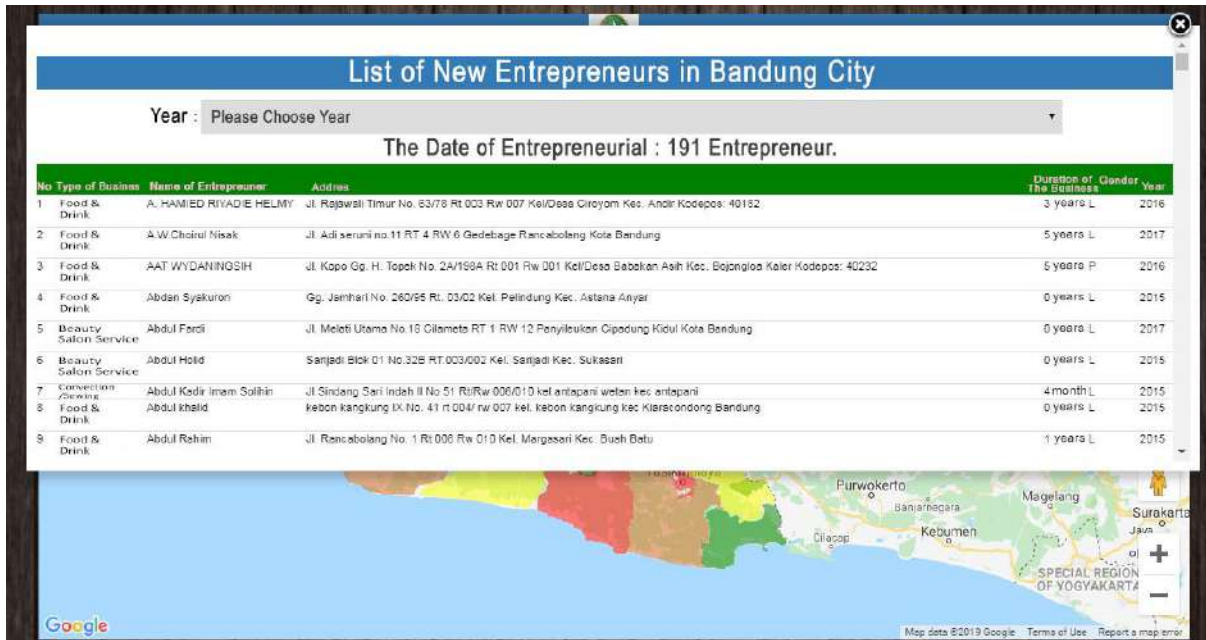 List of New Entrepreneurs in Bandung City
Year : Please Choose Year
The Date of Entrepreneurial : 191 Entrepreneur.
No Type of Busines Name of Entrepreuner Addres Duration of The Business Gender Year
1 Food & Drink A. HAMIED RIYADIE HELMY Jl. Rajawali Timur No. 63/78 Rt 003 Rw 007 Kel/Desa Ciroyom Kec. Andir Kodepos: 40182 3 years L 2016
2 Food & Drink A.W.Choirul Nisak Jl. Adi seruni no.11 RT 4 RW 6 Gedebage Rancabolang Kota Bandung 5 years L 2017
3 Food & Drink AAT WYDANINGSIH Jl. Kopo Gg. H. Topek No. 2A/198A Rt 001 Rw 001 Kel/Desa Babakan Asih Kec. Bojongloa Kaler Kodepos: 40232 5 years P 2016
4 Food & Drink Abdan Syakuron Gg. Jamhari No. 260/95 Rt. 03/02 Kel. Pelindung Kec. Astana Anyar 0 years L 2015
5 Beauty Salon Service Abdul Fardi Jl. Melati Utama No.16 Cilameta RT 1 RW 12 Panyileukan Cipadung Kidul Kota Bandung 0 years L 2017
6 Beauty Salon Service Abdul Holid Sarijadi Blok 01 No.32B RT.003/002 Kel. Sarijadi Kec. Sukasari 0 years L 2015
7 Convection /Sewing Abdul Kadir Imam Solihin Jl Sindang Sari Indah II No 51 Rt/Rw 006/010 kel antapani wetan kec antapani 4 month L 2015
8 Food & Drink Abdul khalid kebon kangkung IX No. 41 rt 004/ rw 007 kel. kebon kangkung kec Kiaracondong Bandung 0 years L 2015
9 Food & Drink Abdul Rahim Jl. Rancabolang No. 1 Rt 006 Rw 010 Kel. Margasari Kec. Buah Batu 1 years L 2015
Purwokerto
Banjarnegara
Magelang
Surakarta
Java
Cilacap
Kebumen
SPECIAL REGION
OF YOGYAKARTA
Google
Map data ©2019 Google Terms of Use Report a map error